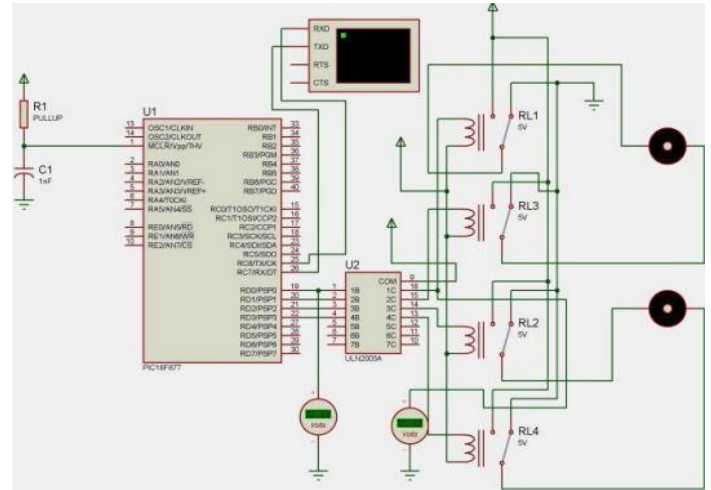 RXD
TXD
RTS
CTS
R1
PULLUP
C1
1nF
U1
13 OSC1/CLKIN
14 OSC2/CLKOUT
1 MCLR/Vpp/THV
2 RA0/AN0
3 RA1/AN1
4 RA2/AN2/VREF-
5 RA3/AN3/VREF+
6 RA4/T0CKI
7 RA5/AN4/SS
8 RE0/AN5/RD
9 RE1/AN6/WR
10 RE2/AN7/CS
RB0/INT 33
RB1 34
RB2 35
RB3/PGM 36
RB4 37
RB5 38
RB6/PGC 39
RB7/PGD 40
RC0/T1OSO/T1CKI 15
RC1/T1OSI/CCP2 16
RC2/CCP1 17
RC3/SCK/SCL 18
RC4/SDI/SDA 23
RC5/SDO 24
RC6/TX/CK 25
RC7/RX/DT 26
RD0/PSP0 19
RD1/PSP1 20
RD2/PSP2 21
RD3/PSP3 22
RD4/PSP4 27
RD5/PSP5 28
RD6/PSP6 29
RD7/PSP7 30
PIC16F877
U2
COM 9
1 1B 1C 16
2 2B 2C 15
3 3B 3C 14
4 4B 4C 13
5 5B 5C 12
6 6B 6C 11
7 7B 7C 10
ULN2003A
RL1
5V
RL3
5V
RL2
5V
RL4
5V
Volts
Volts